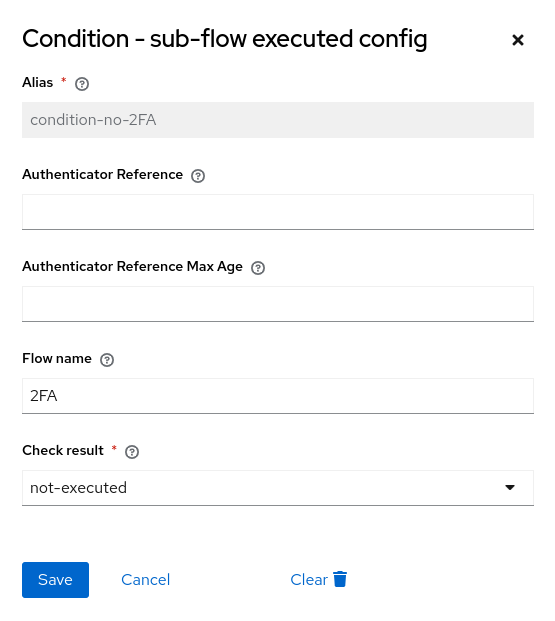 Condition - sub-flow executed config
Alias *
condition-no-2FA
Authenticator Reference
Authenticator Reference Max Age
Flow name
2FA
Check result *
not-executed
Save Cancel Clear